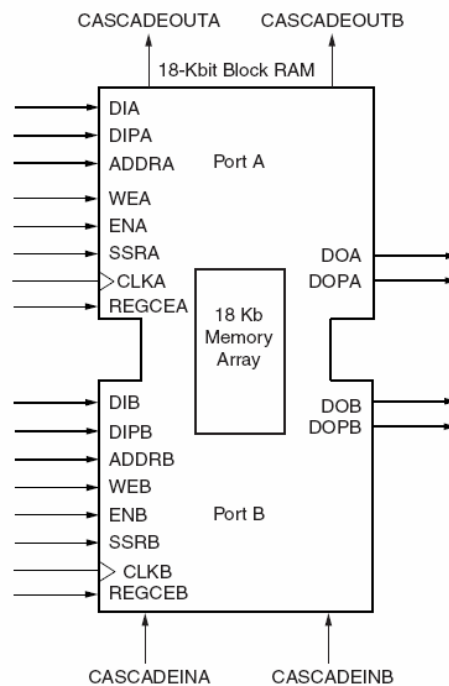 CASCADEOUTA CASCADEOUTB
18-Kbit Block RAM
DIA
DIPA
ADDRA
Port A
WEA
ENA
SSRA
CLKA
REGCEA
DOA
DOPA
18 Kb
Memory
Array
DIB
DIPB
ADDRB
WEB
ENB
SSRB
CLKB
REGCEB
DOB
DOPB
Port B
CASCADEINA CASCADEINB